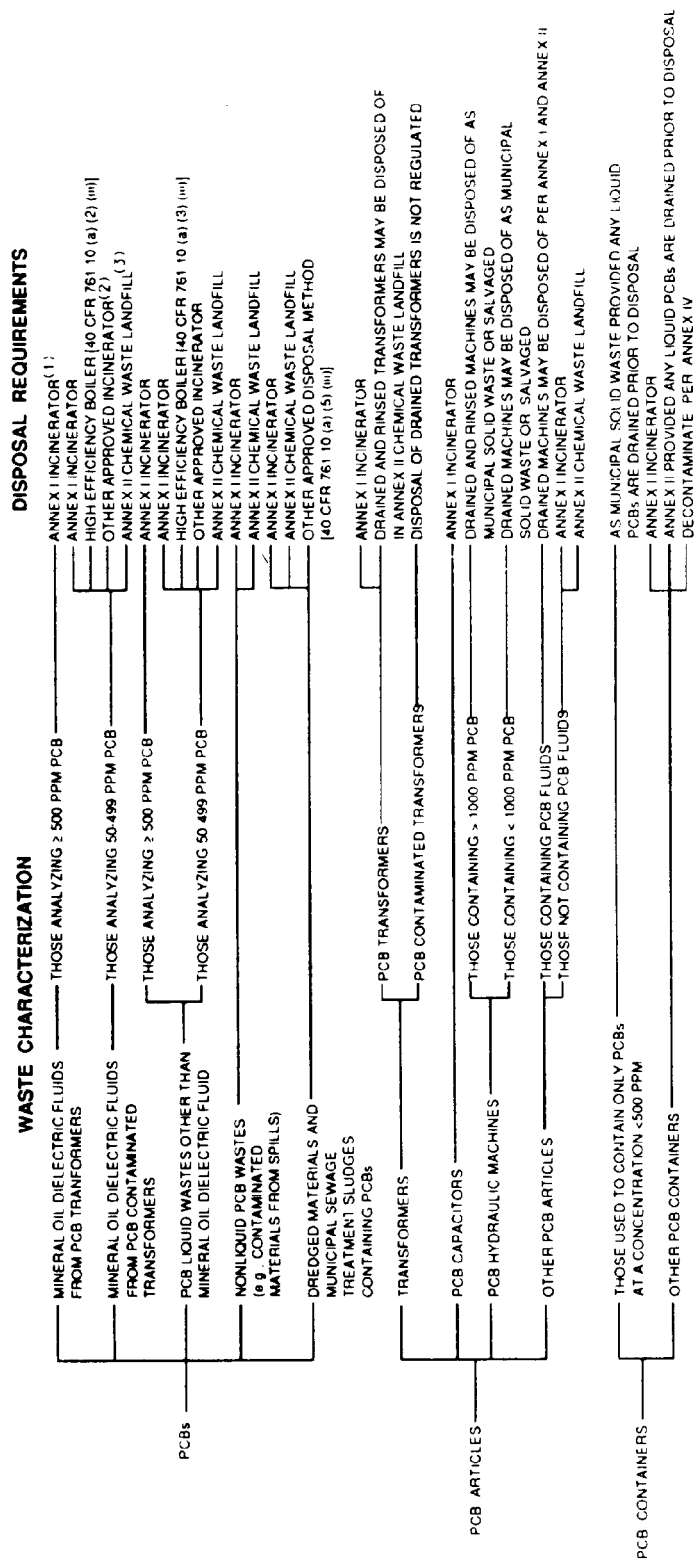 WASTE CHARACTERIZATION
DISPOSAL REQUIREMENTS
PCBs
MINERAL OIL DIELECTRIC FLUIDS
FROM PCB TRANFORMERS
THOSE ANALYZING ≥ 500 PPM PCB
ANNEX I INCINERATOR(1)
MINERAL OIL DIELECTRIC FLUIDS
FROM PCB CONTAMINATED
TRANSFORMERS
THOSE ANALYZING 50-499 PPM PCB
ANNEX I INCINERATOR
HIGH EFFICIENCY BOILER [40 CFR 761 10 (a) (2) (iii)]
OTHER APPROVED INCINERATOR(2)
ANNEX II CHEMICAL WASTE LANDFILL(3)
PCB LIQUID WASTES OTHER THAN
MINERAL OIL DIELECTRIC FLUID
THOSE ANALYZING ≥ 500 PPM PCB
ANNEX I INCINERATOR
THOSE ANALYZING 50 499 PPM PCB
ANNEX I INCINERATOR
HIGH EFFICIENCY BOILER [40 CFR 761 10 (a) (3) (iii)]
OTHER APPROVED INCINERATOR
ANNEX II CHEMICAL WASTE LANDFILL
NONLIQUID PCB WASTES
(e g. CONTAMINATED
MATERIALS FROM SPILLS)
ANNEX I INCINERATOR
ANNEX II CHEMICAL WASTE LANDFILL
DREDGED MATERIALS AND
MUNICIPAL SEWAGE
TREATMENT SLUDGES
CONTAINING PCBs
ANNEX I INCINERATOR
ANNEX II CHEMICAL WASTE LANDFILL
OTHER APPROVED DISPOSAL METHOD
[40 CFR 761 10 (a) (5) (iii)]
PCB ARTICLES
TRANSFORMERS
PCB TRANSFORMERS
ANNEX I INCINERATOR
DRAINED AND RINSED TRANSFORMERS MAY BE DISPOSED OF
IN ANNEX II CHEMICAL WASTE LANDFILL
PCB CONTAMINATED TRANSFORMERS
DISPOSAL OF DRAINED TRANSFORMERS IS NOT REGULATED
PCB CAPACITORS
ANNEX I INCINERATOR
PCB HYDRAULIC MACHINES
THOSE CONTAINING > 1000 PPM PCB
DRAINED AND RINSED MACHINES MAY BE DISPOSED OF AS
MUNICIPAL SOLID WASTE OR SALVAGED
THOSE CONTAINING < 1000 PPM PCB
DRAINED MACHINES MAY BE DISPOSED OF AS MUNICIPAL
SOLID WASTE OR SALVAGED
OTHER PCB ARTICLES
THOSE CONTAINING PCB FLUIDS
DRAINED MACHINES MAY BE DISPOSED OF PER ANNEX I AND ANNEX II
THOSE NOT CONTAINING PCB FLUIDS
ANNEX I INCINERATOR
ANNEX II CHEMICAL WASTE LANDFILL
PCB CONTAINERS
THOSE USED TO CONTAIN ONLY PCBs
AT A CONCENTRATION <500 PPM
AS MUNICIPAL SOLID WASTE PROVIDED ANY LIQUID
PCBs ARE DRAINED PRIOR TO DISPOSAL
OTHER PCB CONTAINERS
ANNEX I INCINERATOR
ANNEX II PROVIDED ANY LIQUID PCBs ARE DRAINED PRIOR TO DISPOSAL
DECONTAMINATE PER ANNEX IV